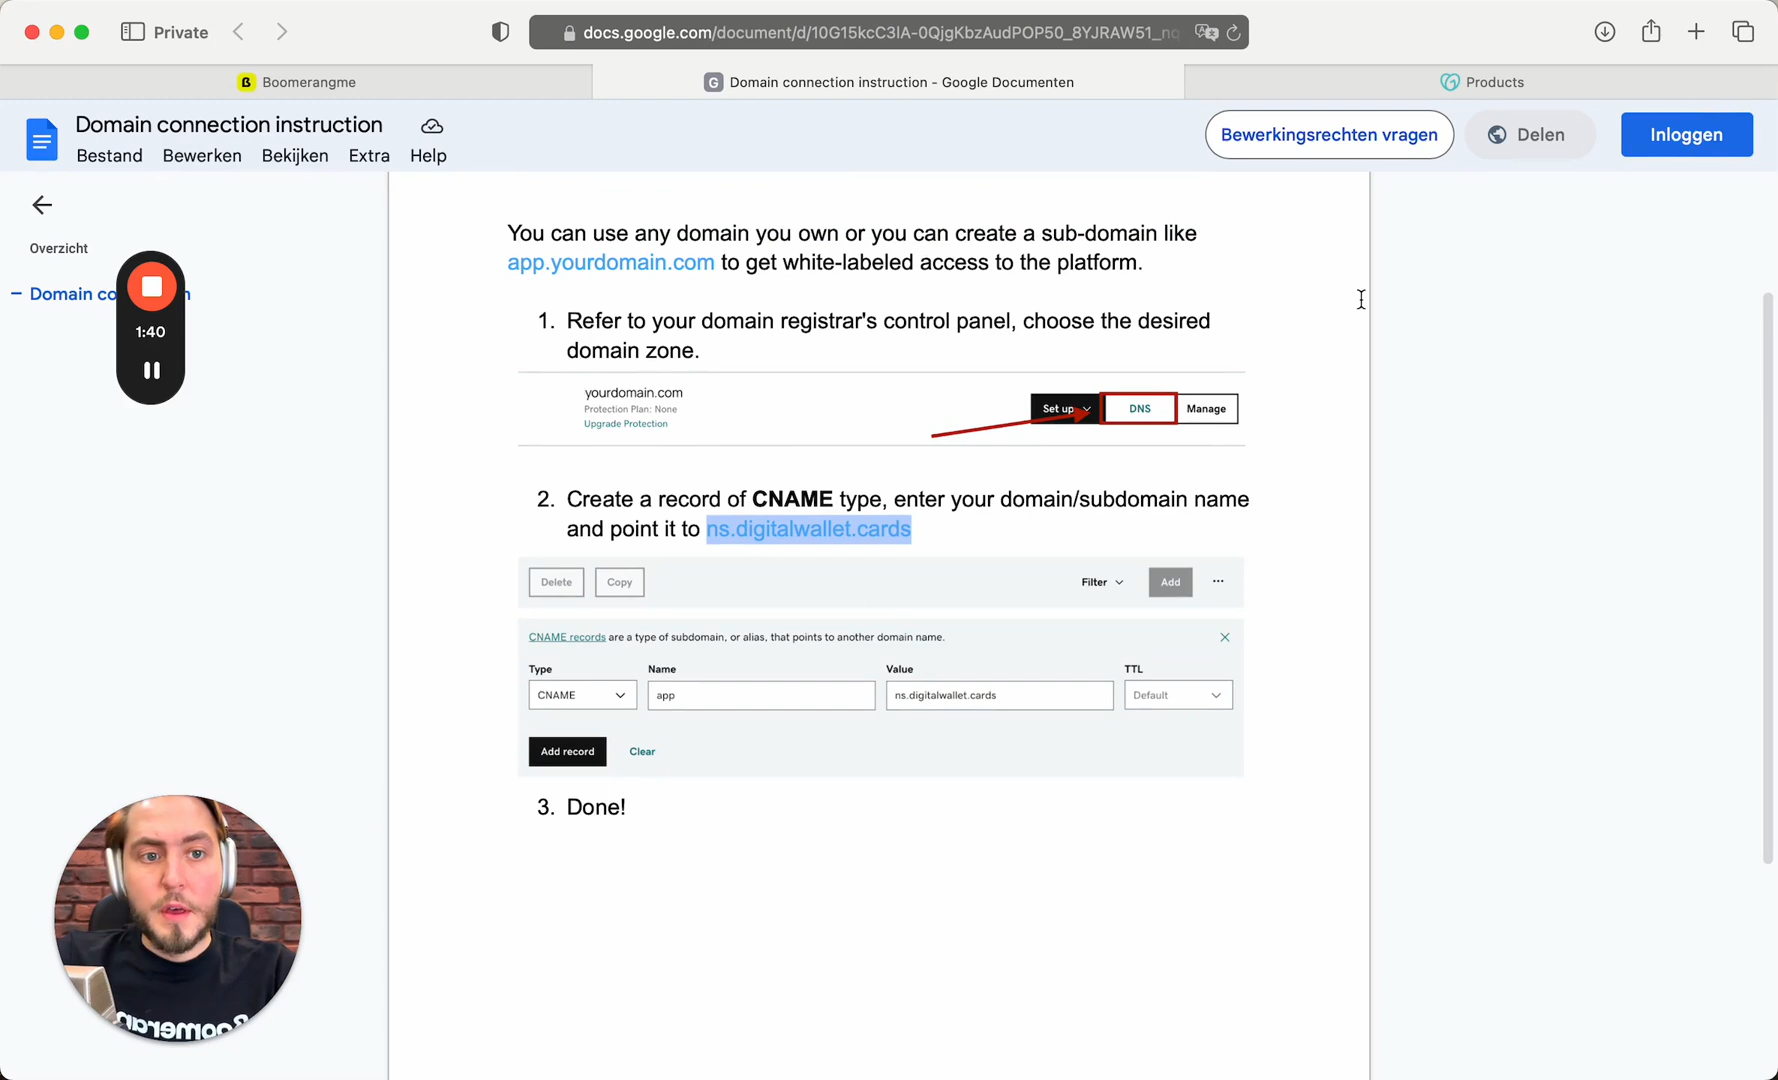 Private
docs.google.com/document/d/10G15kcC3lA-0QjgKbzAudPOP50_8YJRAW51_nq
Boomerangme
Domain connection instruction - Google Documenten
Products
Domain connection instruction
Bestand Bewerken Bekijken Extra Help
Bewerkingsrechten vragen
Delen
Inloggen
Overzicht
Domain co
n
1:40
You can use any domain you own or you can create a sub-domain like
app.yourdomain.com to get white-labeled access to the platform.
1. Refer to your domain registrar's control panel, choose the desired
domain zone.
yourdomain.com
Protection Plan: None
Upgrade Protection
Set up DNS Manage
2. Create a record of CNAME type, enter your domain/subdomain name
and point it to ns.digitalwallet.cards
Delete Copy Filter Add ...
CNAME records are a type of subdomain, or alias, that points to another domain name.
Type Name Value TTL
CNAME app ns.digitalwallet.cards Default
Add record Clear
3. Done!